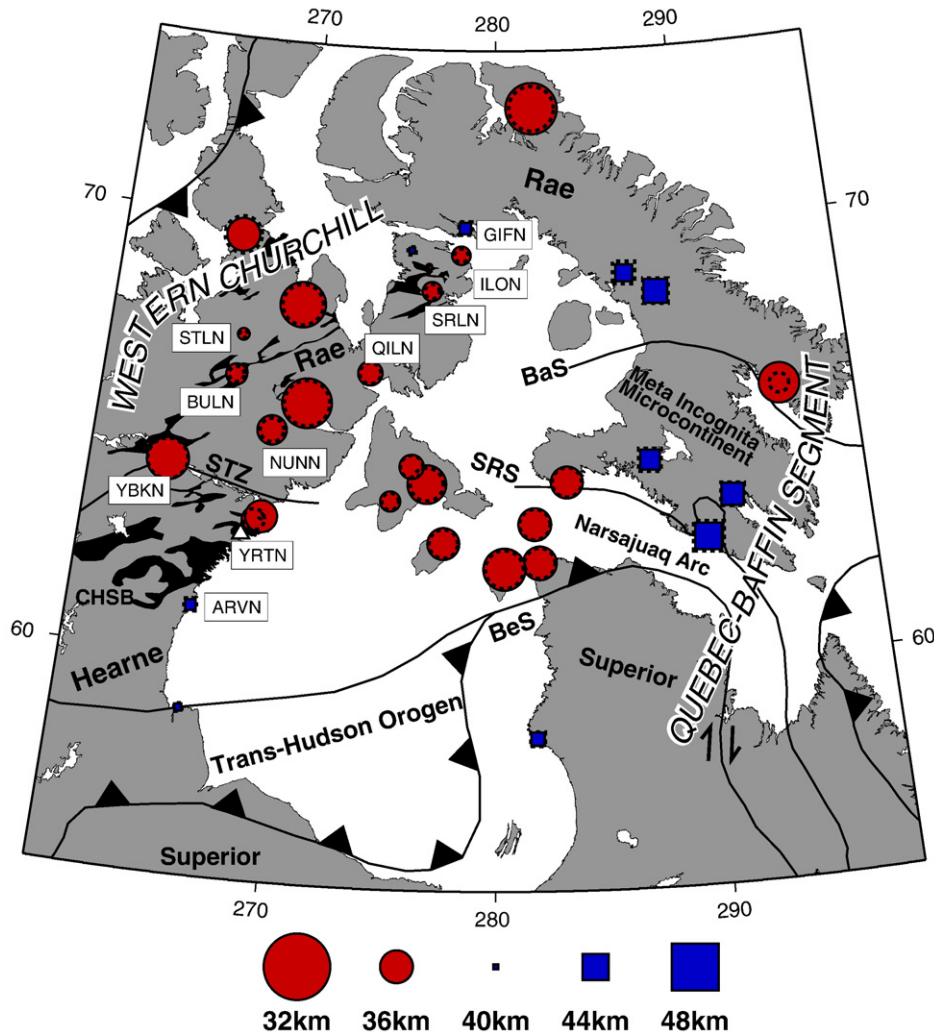 270
280
290
70
70
Rae
WESTERN CHURCHILL
GIFN
ILON
SRLN
STLN
QILN
Rae
BULN
BaS
Meta Incognita
Microcontinent
QUEBEC-BAFFIN SEGMENT
NUNN
STZ
SRS
YBKN
Narsajuaq Arc
YRTN
CHSB
ARVN
60
60
BeS
Hearne
Superior
Trans-Hudson Orogen
Superior
270
280
290
32km
36km
40km
44km
48km